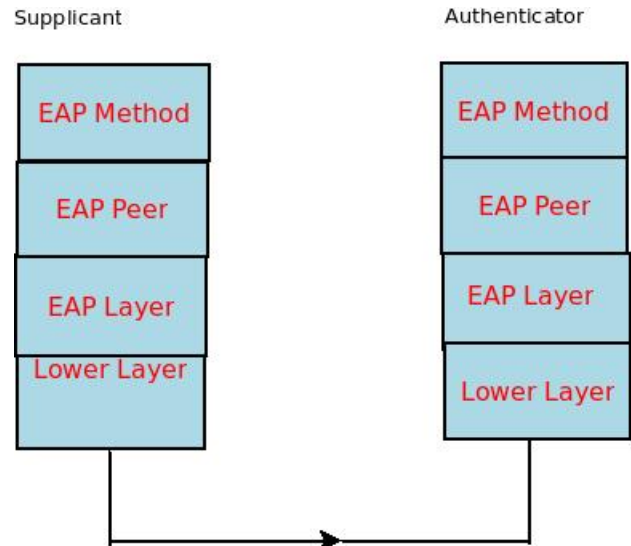 Supplicant
Authenticator
EAP Method
EAP Peer
EAP Layer
Lower Layer
EAP Method
EAP Peer
EAP Layer
Lower Layer